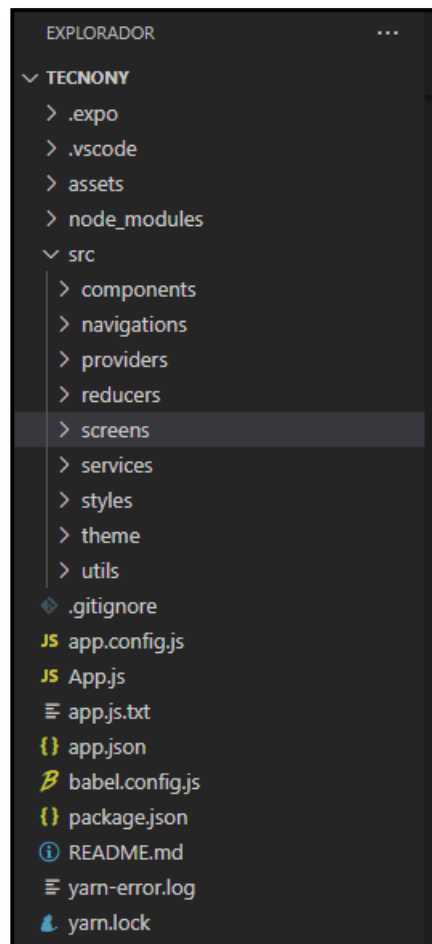 EXPLORADOR ...
TECNONY
.expo
.vscode
assets
node_modules
src
components
navigations
providers
reducers
screens
services
styles
theme
utils
.gitignore
JS app.config.js
JS App.js
app.js.txt
{} app.json
B babel.config.js
{} package.json
README.md
yarn-error.log
yarn.lock